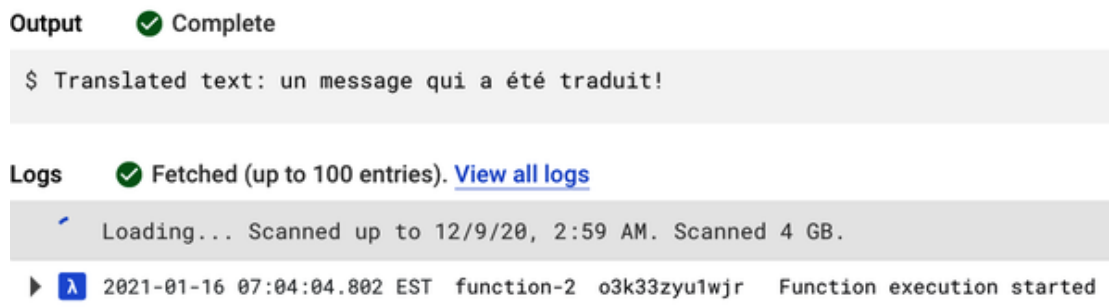 Output Complete
$ Translated text: un message qui a été traduit!
Logs Fetched (up to 100 entries). View all logs
Loading... Scanned up to 12/9/20, 2:59 AM. Scanned 4 GB.
λ 2021-01-16 07:04:04.802 EST function-2 o3k33zyu1wjr Function execution started